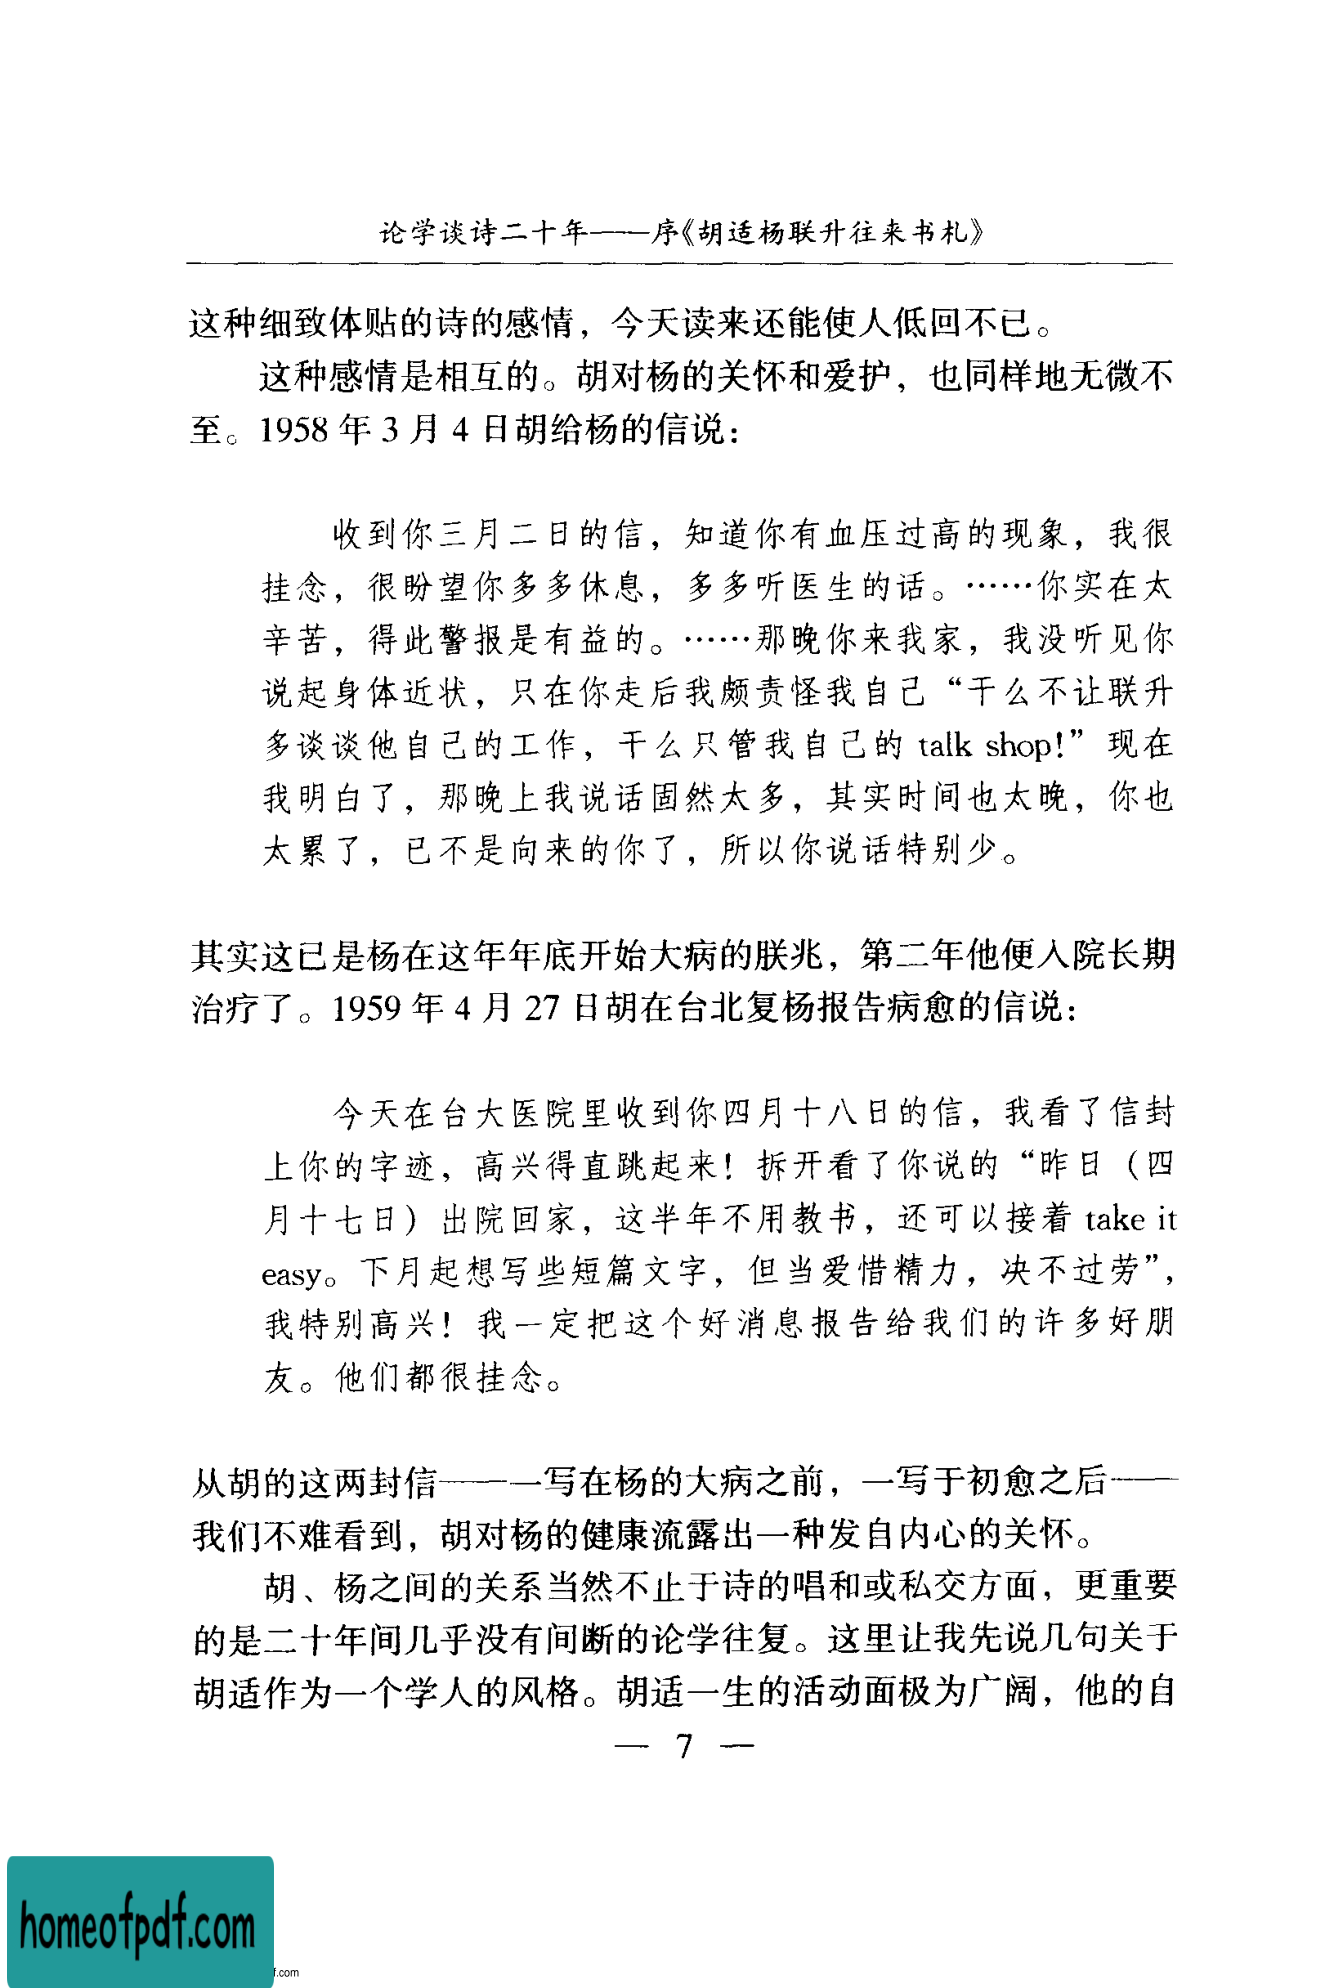 论学谈诗二十年——序《胡适杨联升往来书札》
这种细致体贴的诗的感情，今天读来还能使人低回不已。
这种感情是相互的。胡对杨的关怀和爱护，也同样地无微不
至。1958 年 3 月 4 日胡给杨的信说：
收到你三月二日的信，知道你有血压过高的现象，我很
挂念，很盼望你多多休息，多多听医生的话。……你实在太
辛苦，得此警报是有益的。……那晚你来我家，我没听见你
说起身体近状，只在你走后我颇责怪我自己“干么不让联升
多谈谈他自己的工作，干么只管我自己的 talk shop!”现在
我明白了，那晚上我说话固然太多，其实时间也太晚，你也
太累了，已不是向来的你了，所以你说话特别少。
其实这已是杨在这年年底开始大病的朕兆，第二年他便入院长期
治疗了。1959 年 4 月 27 日胡在台北复杨报告病愈的信说：
今天在台大医院里收到你四月十八日的信，我看了信封
上你的字迹，高兴得直跳起来！拆开看了你说的“昨日（四
月十七日）出院回家，这半年不用教书，还可以接着 take it
easy。下月起想写些短篇文字，但当爱惜精力，决不过劳”，
我特别高兴！我一定把这个好消息报告给我们的许多好朋
友。他们都很挂念。
从胡的这两封信——一写在杨的大病之前，一写于初愈之后——
我们不难看到，胡对杨的健康流露出一种发自内心的关怀。
胡、杨之间的关系当然不止于诗的唱和或私交方面，更重要
的是二十年间几乎没有间断的论学往复。这里让我先说几句关于
胡适作为一个学人的风格。胡适一生的活动面极为广阔，他的自
— 7 —
homeofpdf.com
f.com